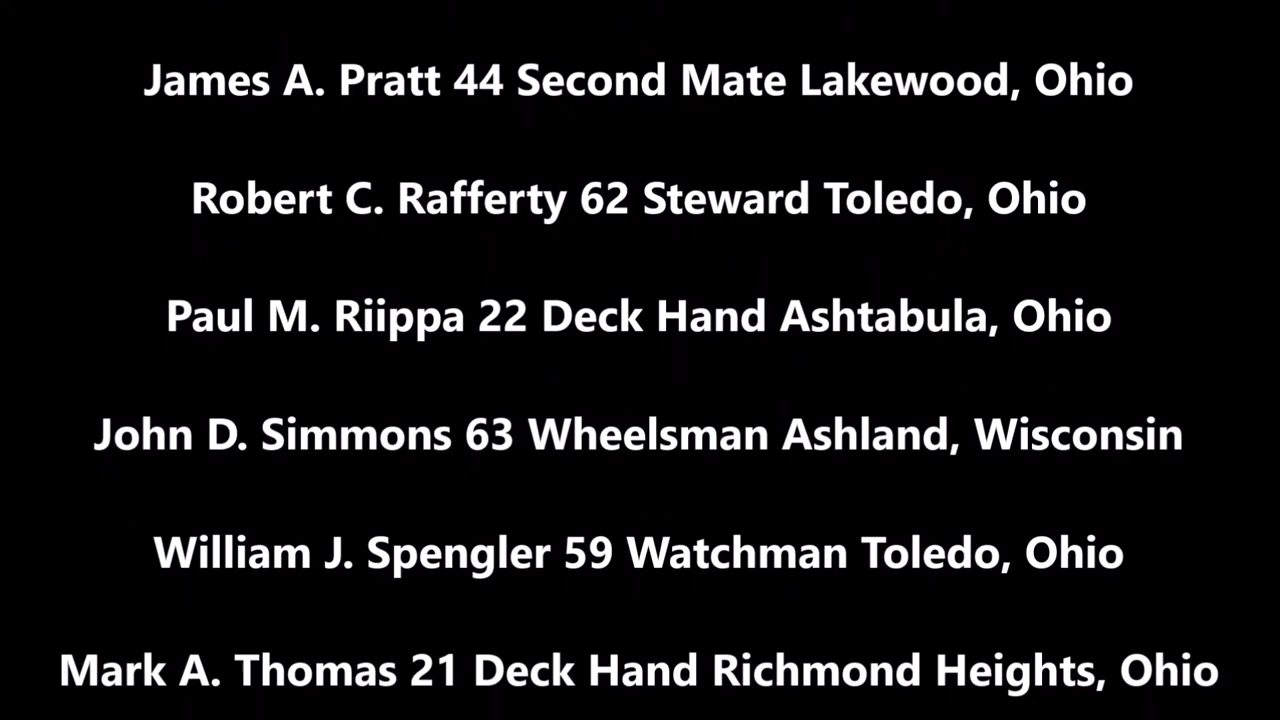 James A. Pratt 44 Second Mate Lakewood, Ohio
Robert C. Rafferty 62 Steward Toledo, Ohio
Paul M. Riippa 22 Deck Hand Ashtabula, Ohio
John D. Simmons 63 Wheelsman Ashland, Wisconsin
William J. Spengler 59 Watchman Toledo, Ohio
Mark A. Thomas 21 Deck Hand Richmond Heights, Ohio